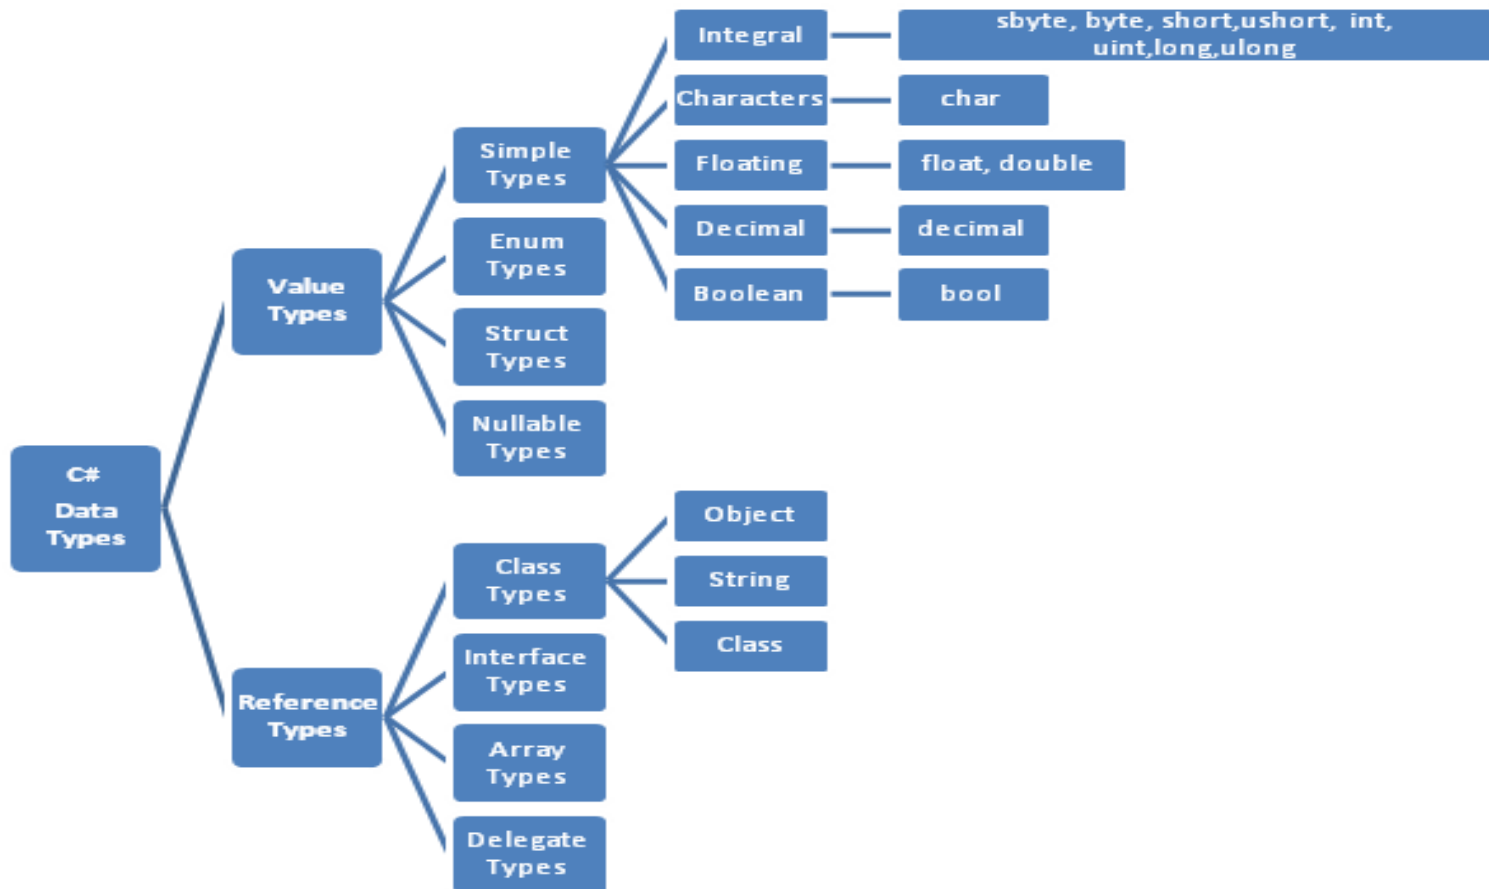 C#
Data
Types
Value
Types
Simple
Types
Integral
sbyte, byte, short,ushort, int,
uint,long,ulong
Characters
char
Floating
float, double
Decimal
decimal
Boolean
bool
Enum
Types
Struct
Types
Nullable
Types
Reference
Types
Class
Types
Object
String
Class
Interface
Types
Array
Types
Delegate
Types